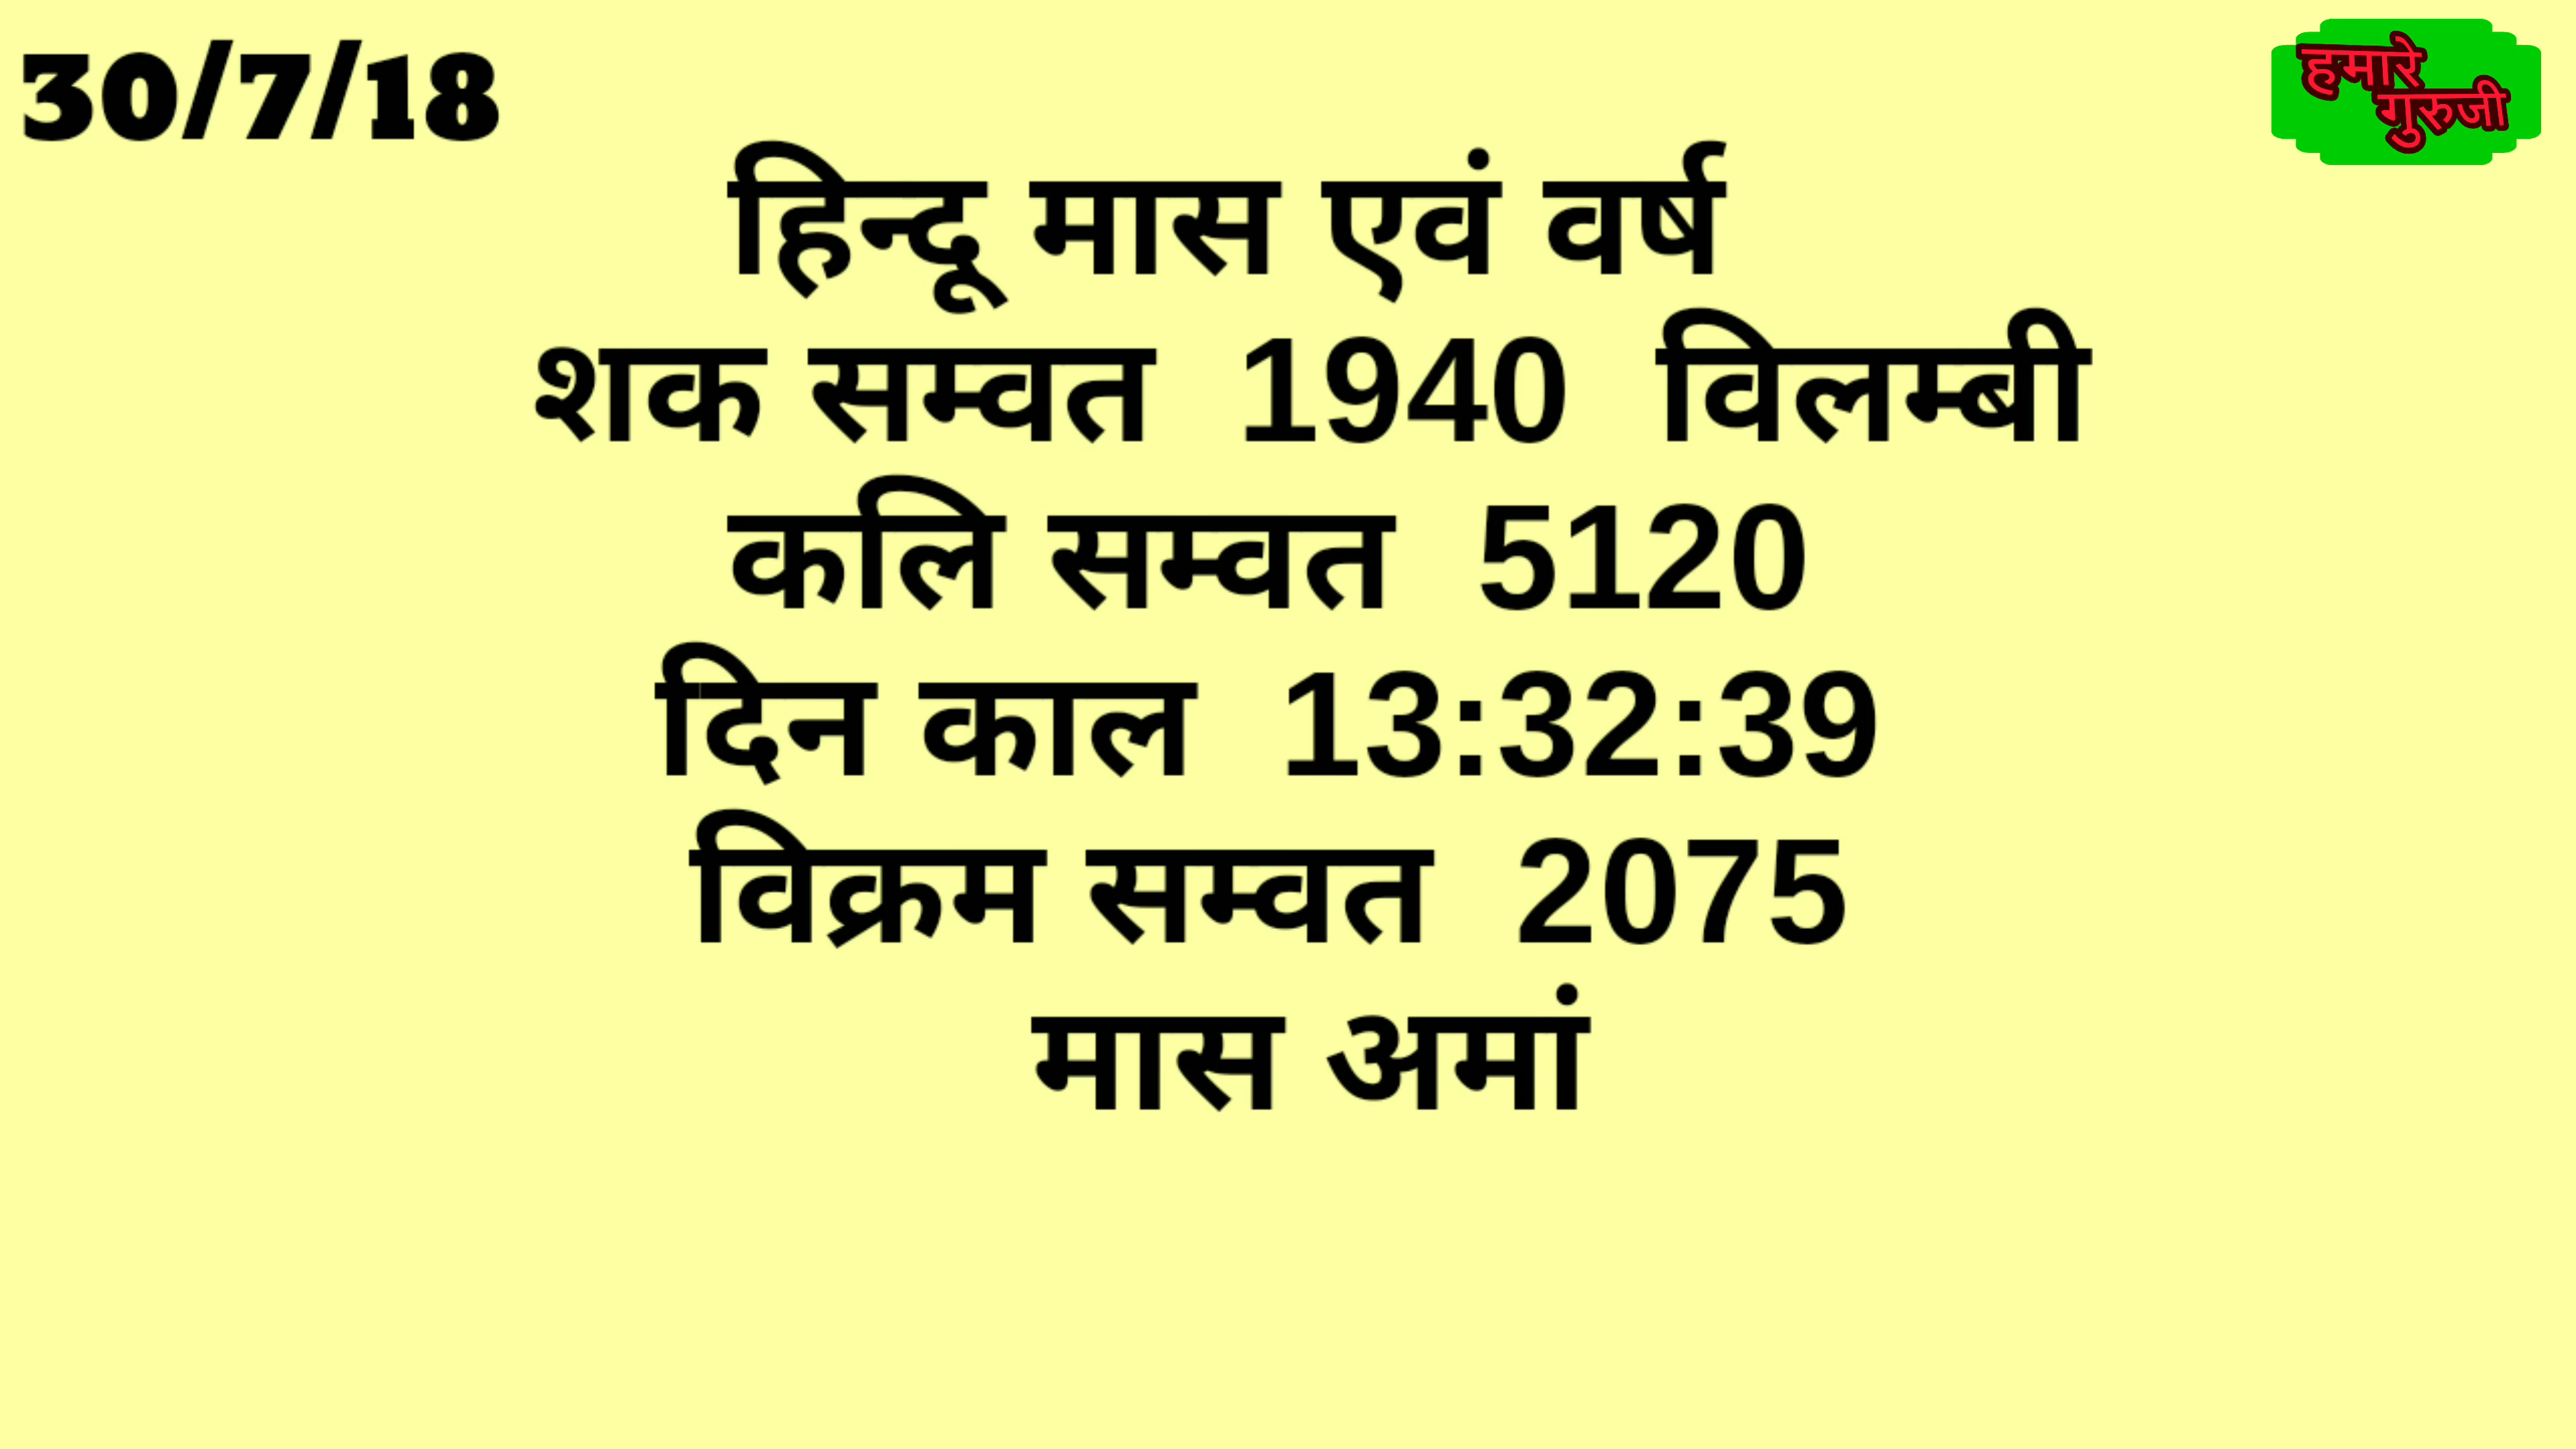 30/7/18
हमारे
गुरुजी
हिन्दू मास एवं वर्ष
शक सम्वत 1940 विलम्बी
कलि सम्वत 5120
दिन काल 13:32:39
विक्रम सम्वत 2075
मास अमां